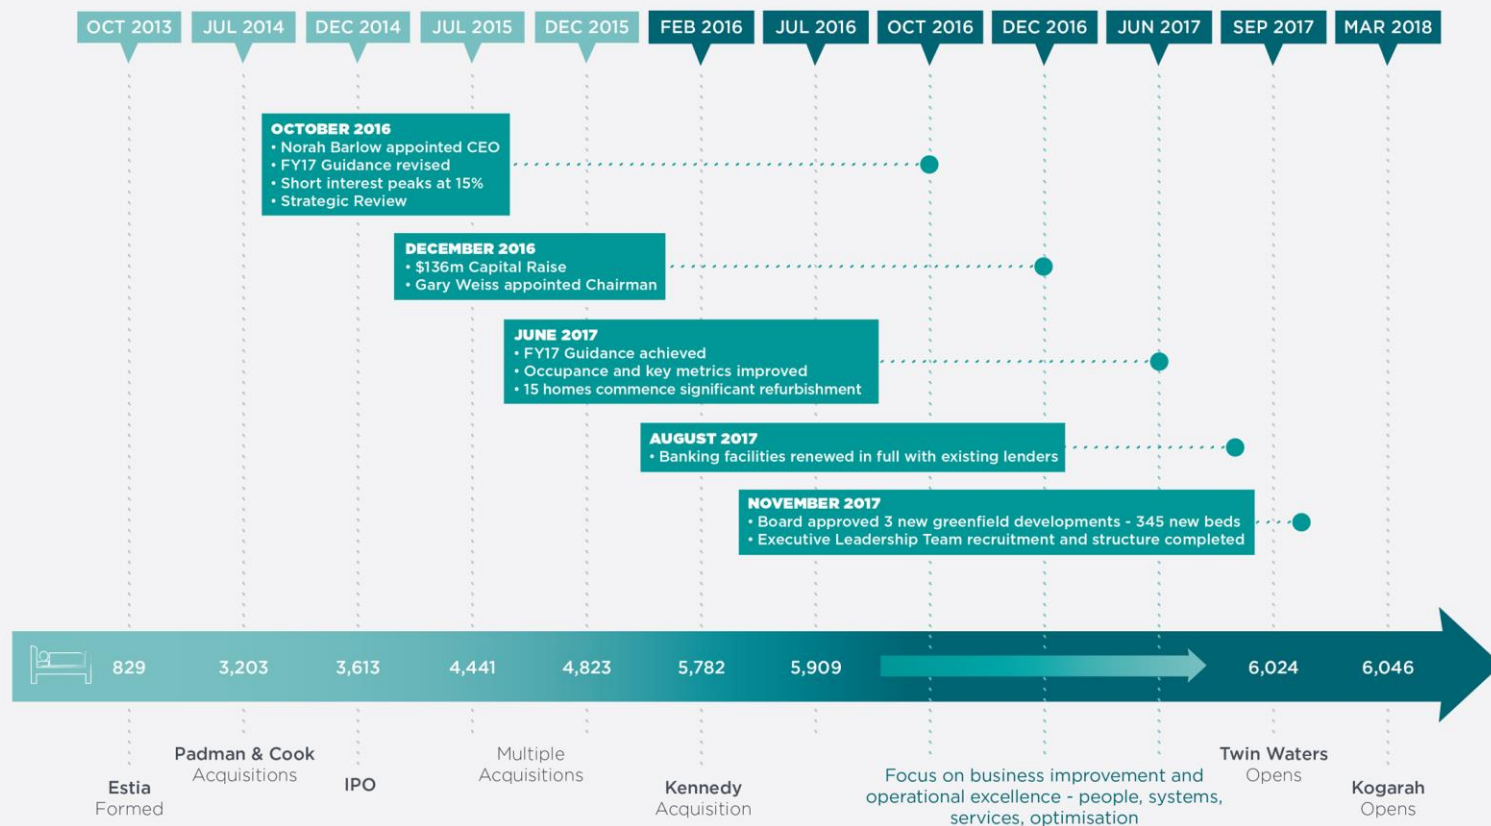 OCT 2013 JUL 2014 DEC 2014 JUL 2015 DEC 2015 FEB 2016 JUL 2016 OCT 2016 DEC 2016 JUN 2017 SEP 2017 MAR 2018
OCTOBER 2016
• Norah Barlow appointed CEO
• FY17 Guidance revised
• Short interest peaks at 15%
• Strategic Review
DECEMBER 2016
• $136m Capital Raise
• Gary Weiss appointed Chairman
JUNE 2017
• FY17 Guidance achieved
• Occupance and key metrics improved
• 15 homes commence significant refurbishment
AUGUST 2017
• Banking facilities renewed in full with existing lenders
NOVEMBER 2017
• Board approved 3 new greenfield developments - 345 new beds
• Executive Leadership Team recruitment and structure completed
829 3,203 3,613 4,441 4,823 5,782 5,909 6,024 6,046
Estia
Formed
Padman & Cook
Acquisitions
IPO
Multiple
Acquisitions
Kennedy
Acquisition
Focus on business improvement and
operational excellence - people, systems,
services, optimisation
Twin Waters
Opens
Kogarah
Opens